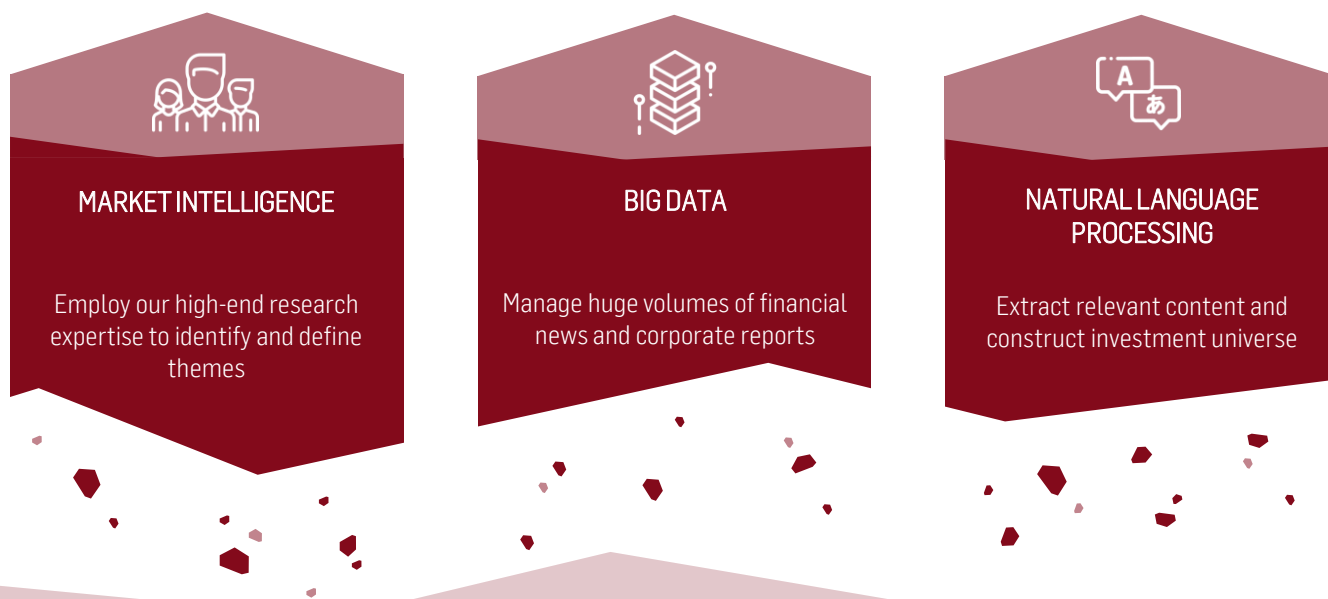 A
あ
MARKET INTELLIGENCE
Employ our high-end research
expertise to identify and define
themes
BIG DATA
Manage huge volumes of financial
news and corporate reports
NATURAL LANGUAGE
PROCESSING
Extract relevant content and
construct investment universe